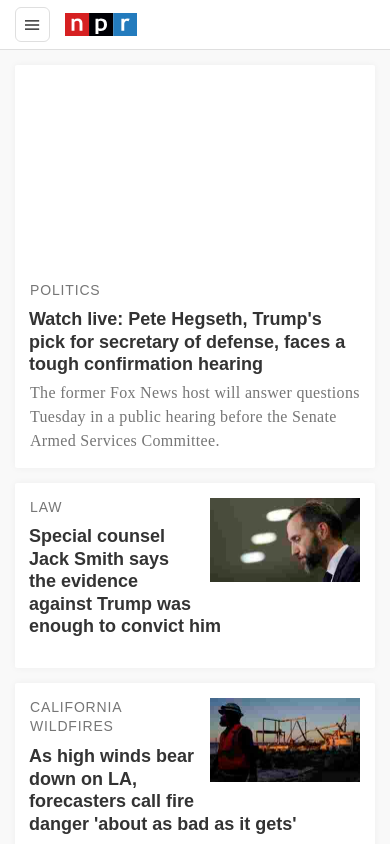 npr
POLITICS
Watch live: Pete Hegseth, Trump's
pick for secretary of defense, faces a
tough confirmation hearing
The former Fox News host will answer questions
Tuesday in a public hearing before the Senate
Armed Services Committee.
LAW
Special counsel
Jack Smith says
the evidence
against Trump was
enough to convict him
CALIFORNIA
WILDFIRES
As high winds bear
down on LA,
forecasters call fire
danger 'about as bad as it gets'